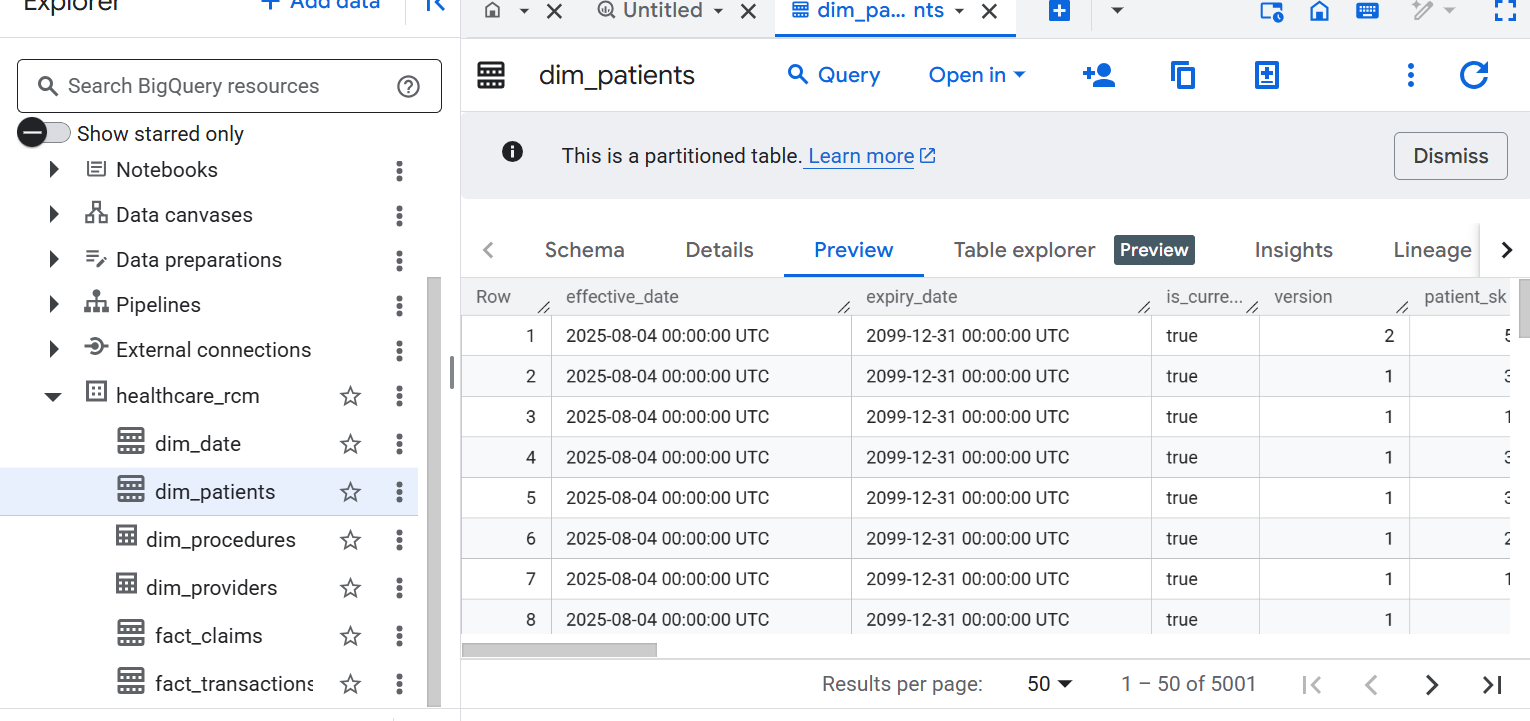 Explorer
+ Add data
Search BigQuery resources
Show starred only
Notebooks
Data canvases
Data preparations
Pipelines
External connections
healthcare_rcm
dim_date
dim_patients
dim_procedures
dim_providers
fact_claims
fact_transactions
Untitled
dim_pa... nts
dim_patients
Query
Open in
This is a partitioned table. Learn more
Dismiss
Schema Details Preview Table explorer Preview Insights Lineage
Row effective_date expiry_date is_curre... version patient_sk
1 2025-08-04 00:00:00 UTC 2099-12-31 00:00:00 UTC true 2 5
2 2025-08-04 00:00:00 UTC 2099-12-31 00:00:00 UTC true 1 3
3 2025-08-04 00:00:00 UTC 2099-12-31 00:00:00 UTC true 1 1
4 2025-08-04 00:00:00 UTC 2099-12-31 00:00:00 UTC true 1 3
5 2025-08-04 00:00:00 UTC 2099-12-31 00:00:00 UTC true 1 3
6 2025-08-04 00:00:00 UTC 2099-12-31 00:00:00 UTC true 1 2
7 2025-08-04 00:00:00 UTC 2099-12-31 00:00:00 UTC true 1 1
8 2025-08-04 00:00:00 UTC 2099-12-31 00:00:00 UTC true 1
Results per page: 50 1 – 50 of 5001